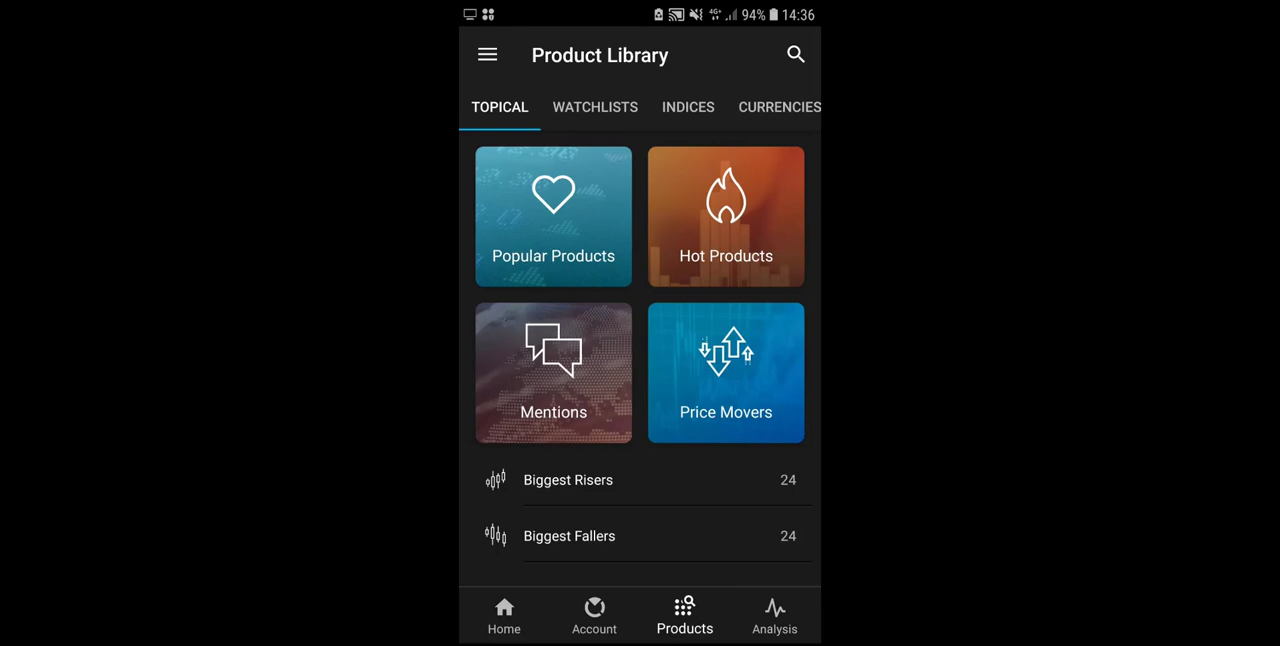 4G+ 94% 14:36
Product Library
TOPICAL WATCHLISTS INDICES CURRENCIES
Popular Products Hot Products
Mentions Price Movers
Biggest Risers 24
Biggest Fallers 24
Home Account Products Analysis